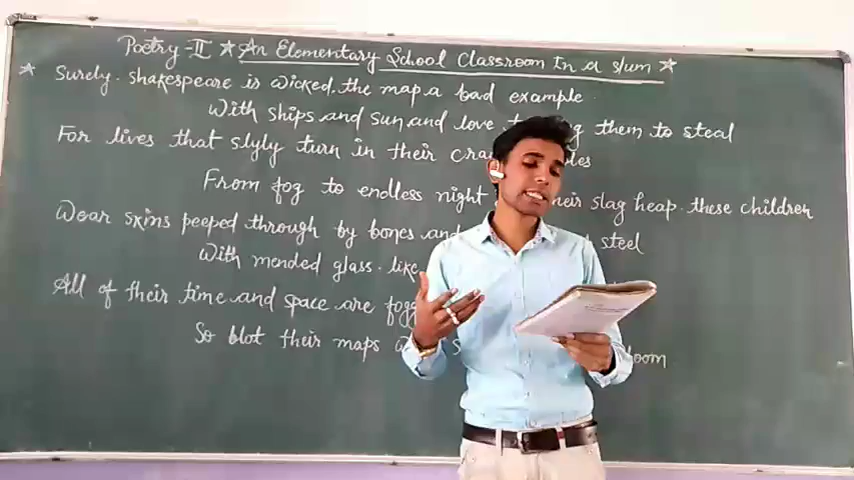 Poetry-II ★ An Elementary School Classroom In a slum ★
★ Surely. shakespeare is wicked. the map a bad example
With ships and sun and love them to steal
For lives that slyly turn in their
From fog to endless night slag heap. these children
Wear skins peeped through by bones and steel
With mended glass. like
All of their time and space are
So blot their maps